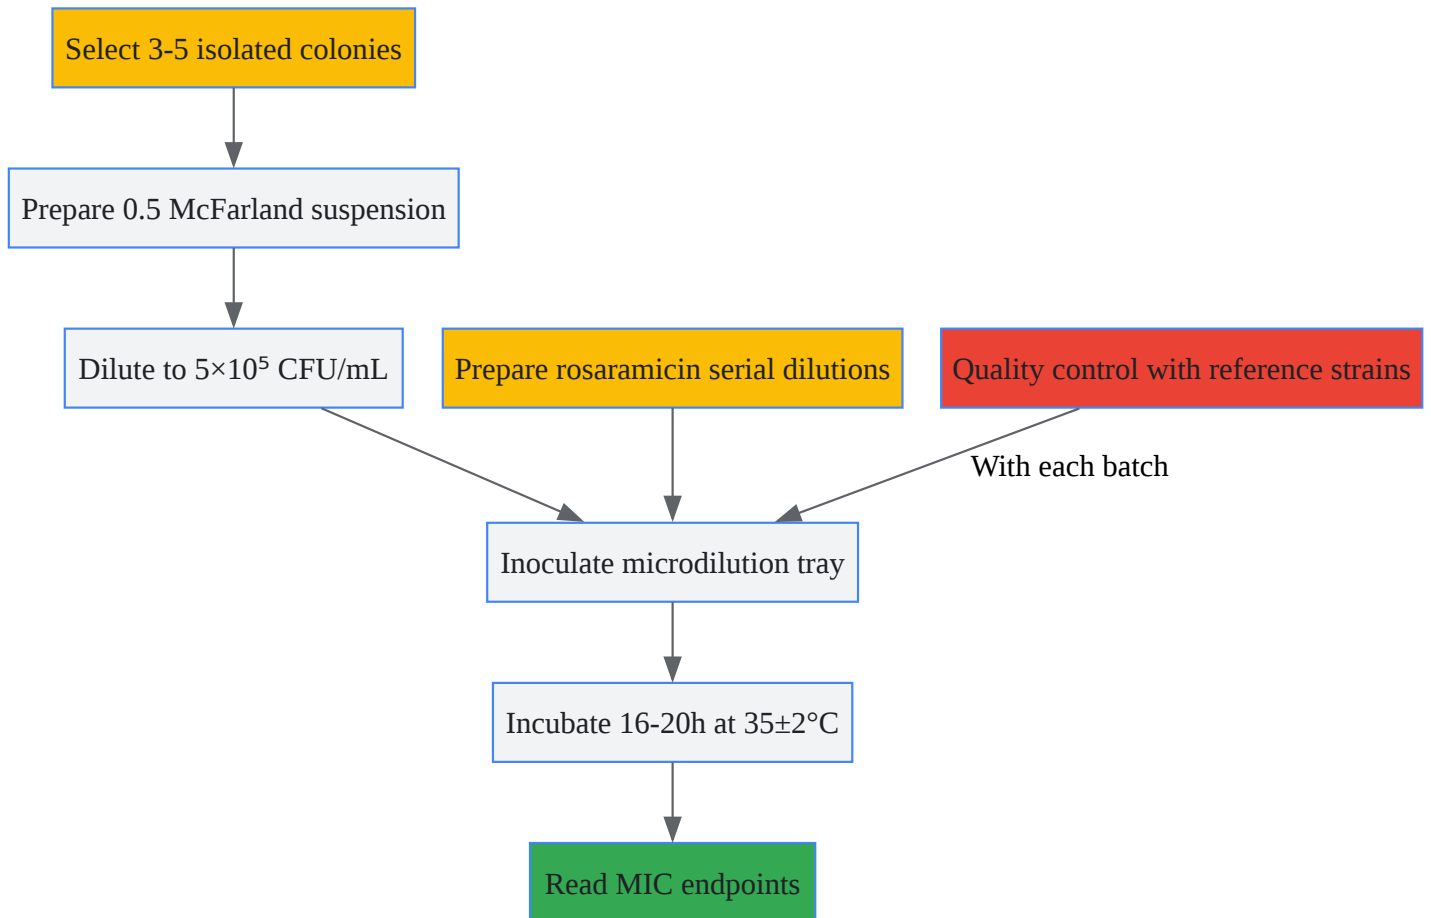 Select 3-5 isolated colonies
Prepare 0.5 McFarland suspension
Dilute to 5×10⁵ CFU/mL
Prepare rosaramicin serial dilutions
Quality control with reference strains
With each batch
Inoculate microdilution tray
Incubate 16-20h at 35±2°C
Read MIC endpoints